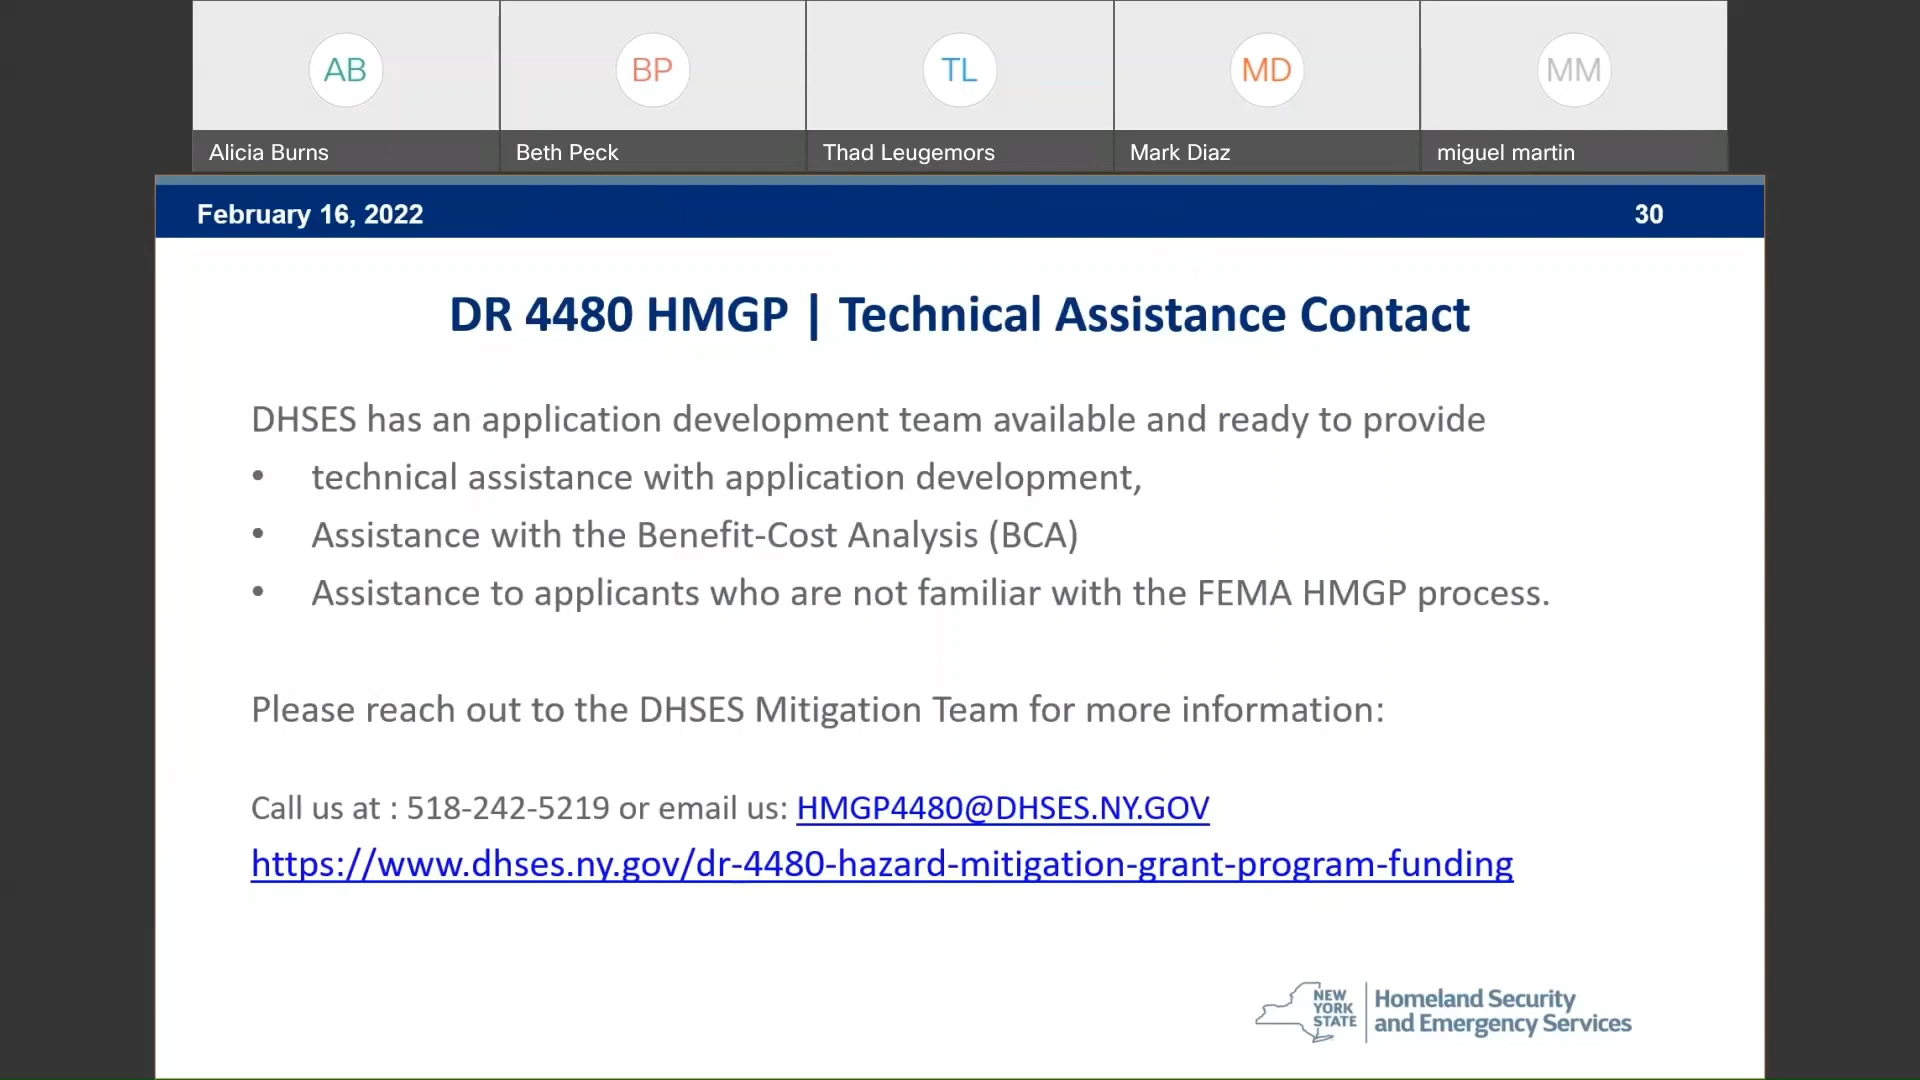 AB BP TL MD MM
Alicia Burns Beth Peck Thad Leugemors Mark Diaz miguel martin
February 16, 2022 30
DR 4480 HMGP | Technical Assistance Contact
DHSES has an application development team available and ready to provide
• technical assistance with application development,
• Assistance with the Benefit-Cost Analysis (BCA)
• Assistance to applicants who are not familiar with the FEMA HMGP process.
Please reach out to the DHSES Mitigation Team for more information:
Call us at : 518-242-5219 or email us: HMGP4480@DHSES.NY.GOV
https://www.dhses.ny.gov/dr-4480-hazard-mitigation-grant-program-funding
NEW
YORK
STATE
Homeland Security
and Emergency Services